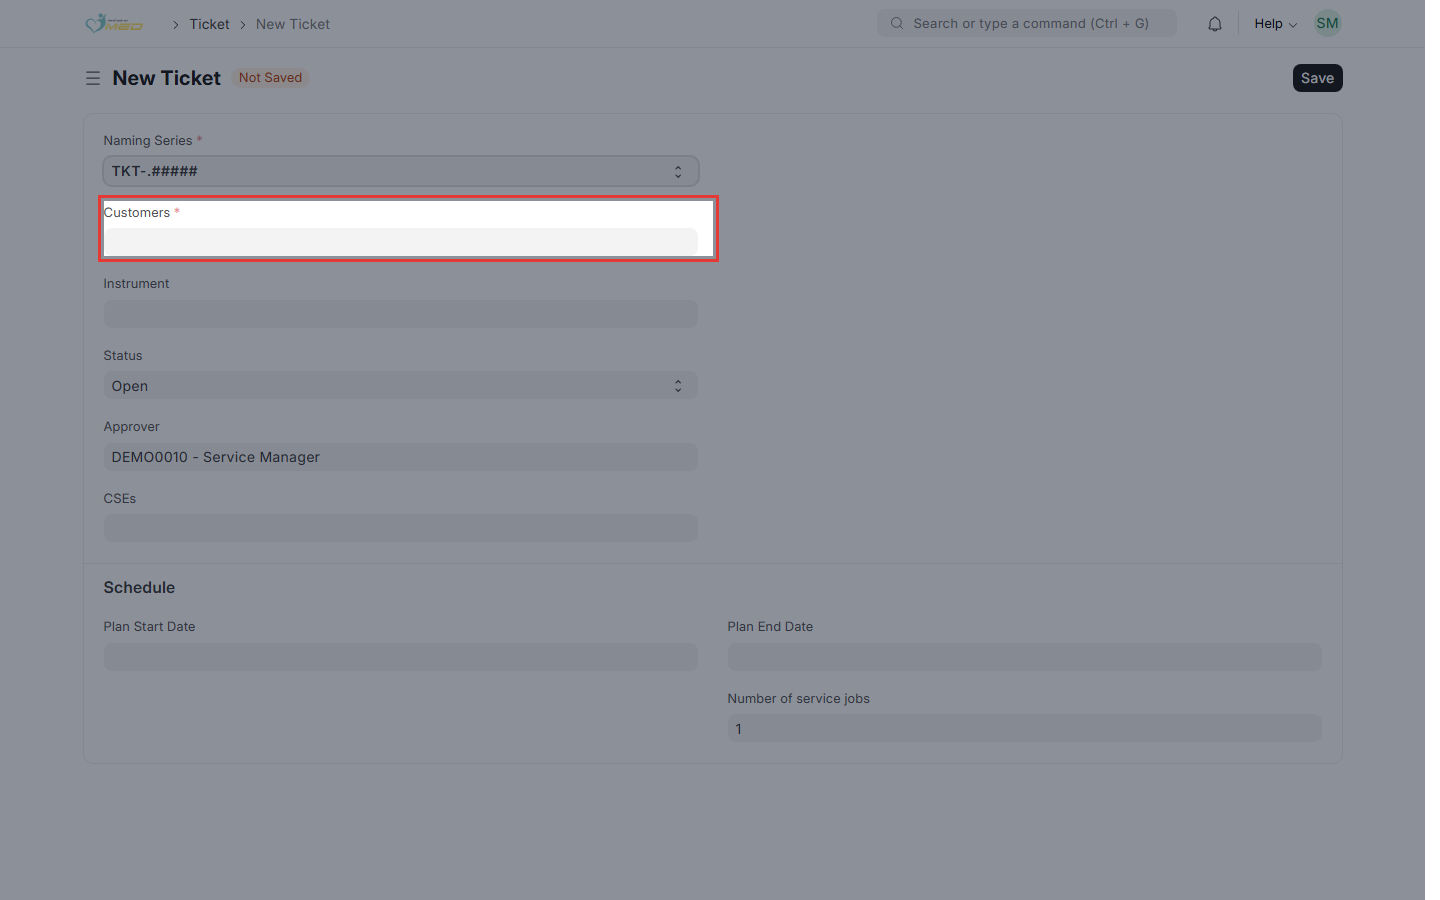 MED
Ticket
New Ticket
Search or type a command (Ctrl + G)
Help
SM
New Ticket
Not Saved
Save
Naming Series *
TKT-.#####
Customers *
Instrument
Status
Open
Approver
DEMO0010 - Service Manager
CSEs
Schedule
Plan Start Date
Plan End Date
Number of service jobs
1